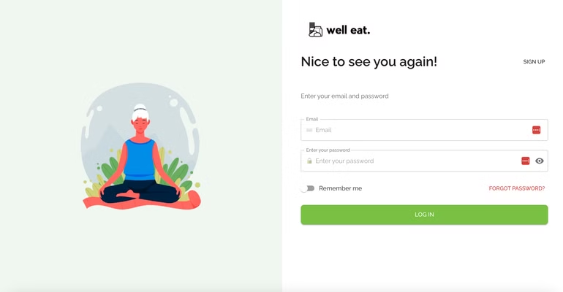 well eat.
Nice to see you again!
SIGN UP
Enter your email and password
Email
Email
Enter your password
Enter your password
Remember me
FORGOT PASSWORD?
LOG IN